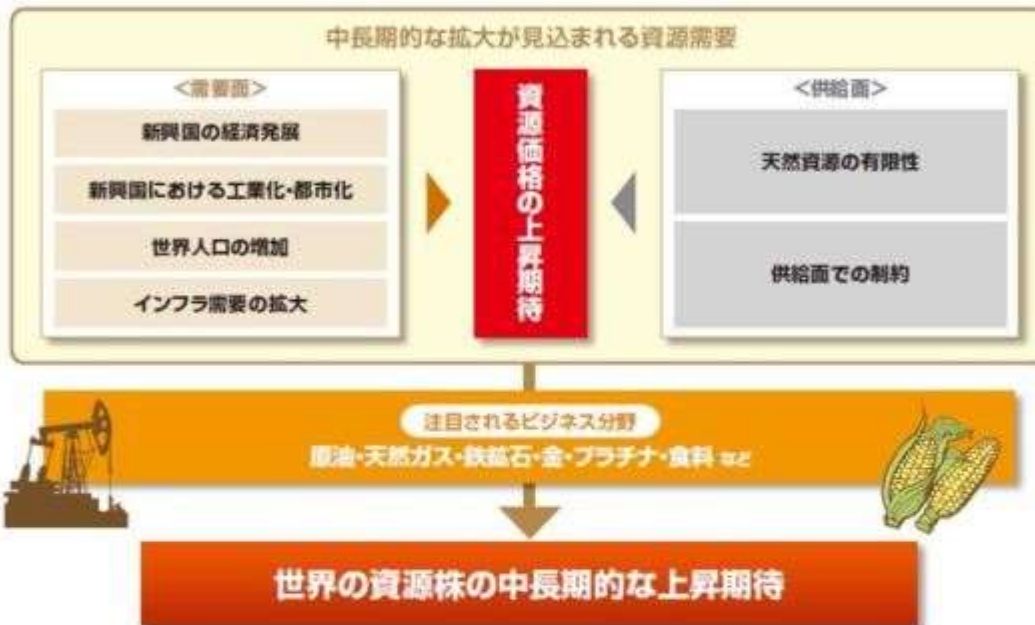 中長期的な拡大が見込まれる資源需要
＜需要面＞
新興国の経済発展
新興国における工業化・都市化
世界人口の増加
インフラ需要の拡大
資源価格の上昇期待
＜供給面＞
天然資源の有限性
供給面での制約
注目されるビジネス分野
原油・天然ガス・鉄鉱石・金・プラチナ・食料 など
世界の資源株の中長期的な上昇期待